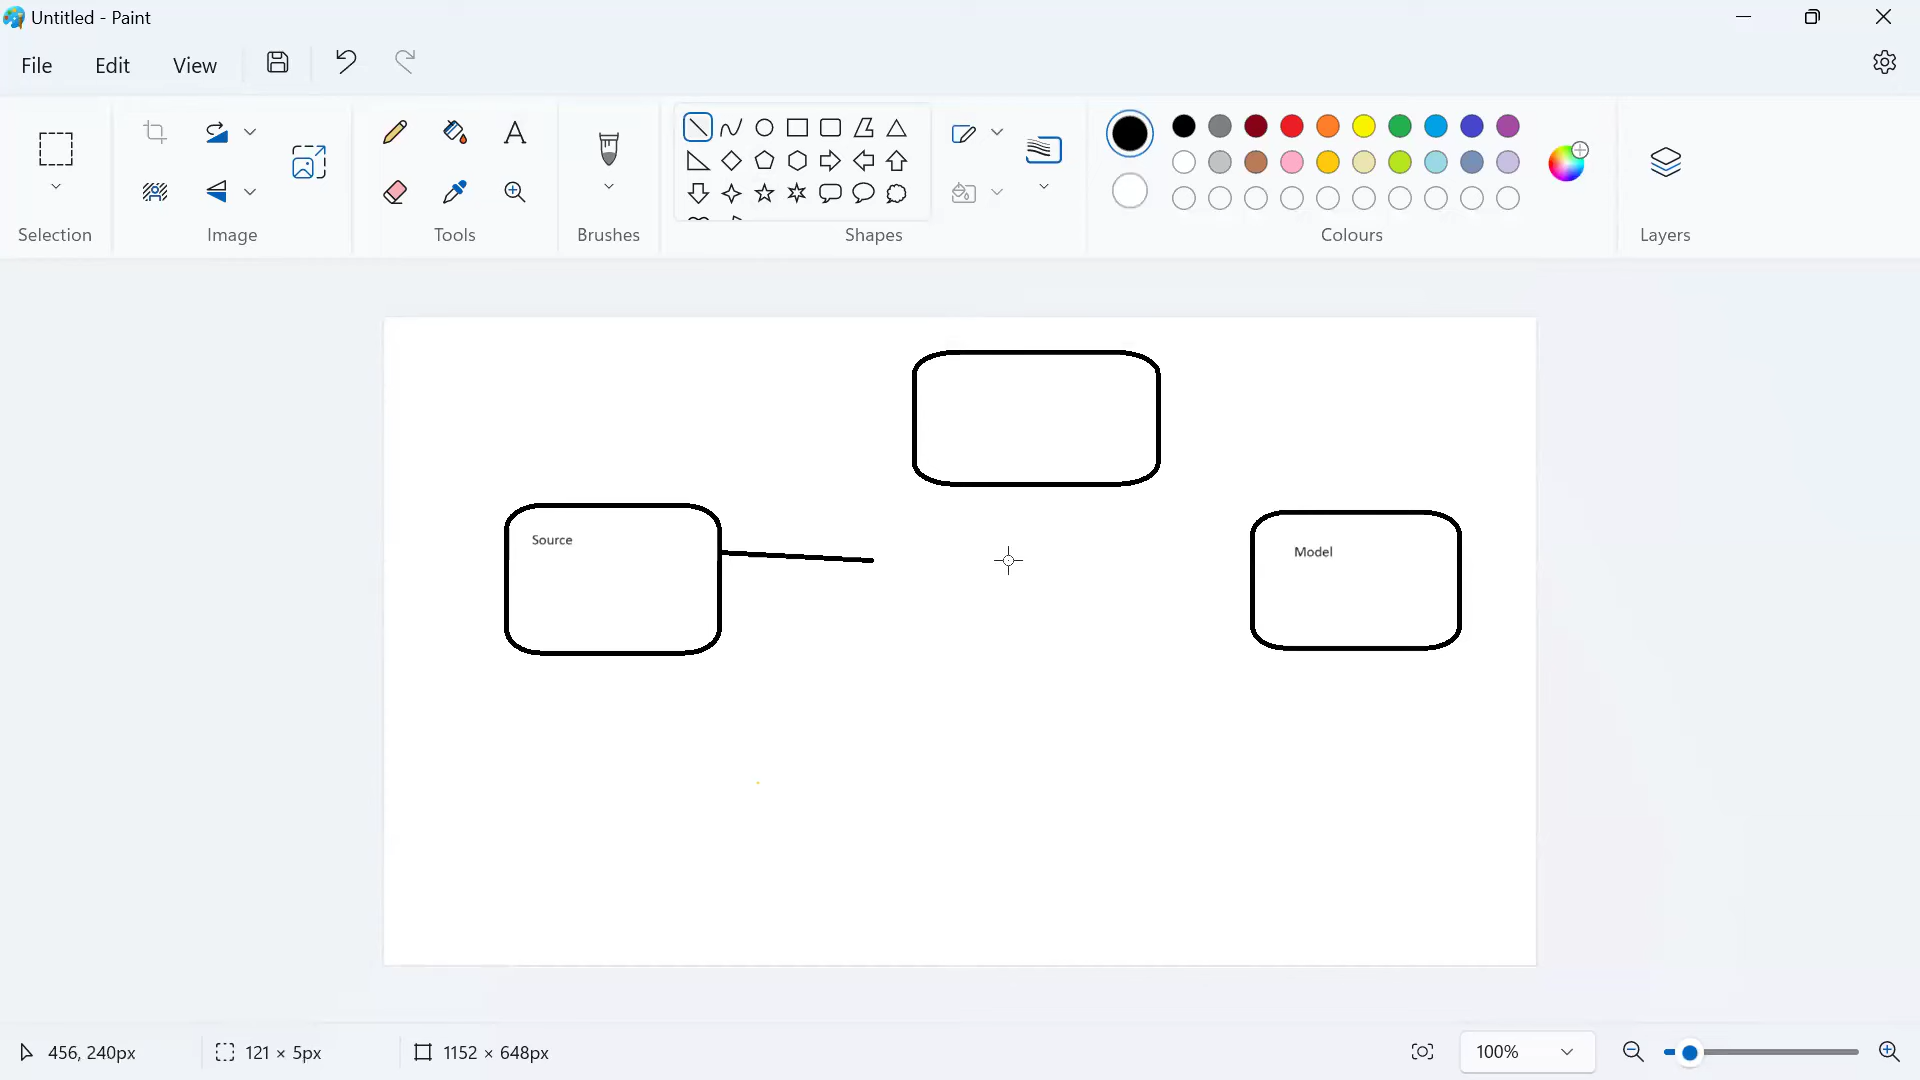 Untitled - Paint
File Edit View
Selection Image Tools Brushes Shapes Colours Layers
Source
Model
456, 240px 121 × 5px 1152 × 648px 100%